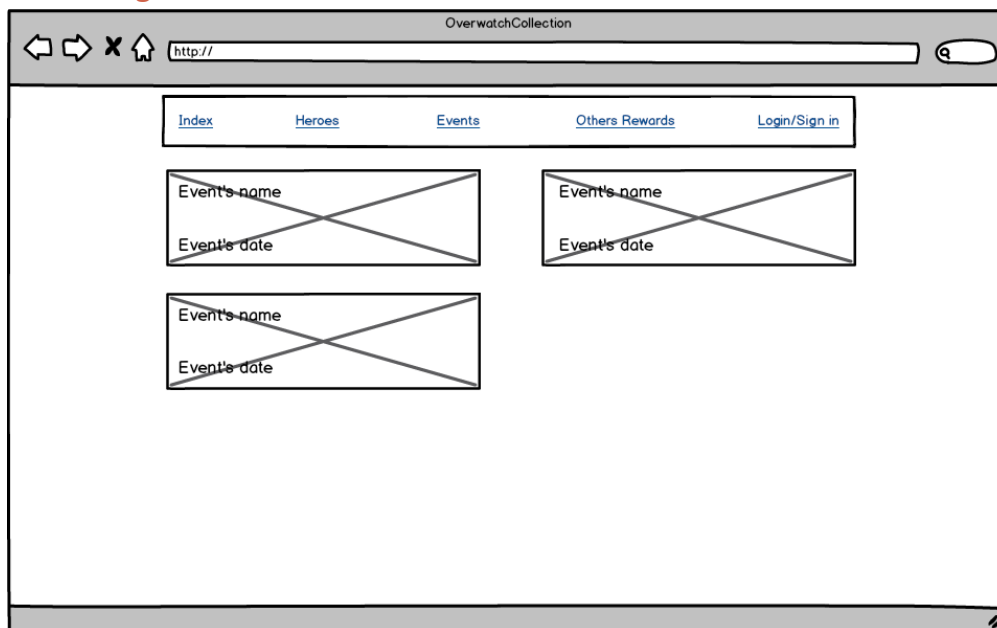 OverwatchCollection
http://
Index Heroes Events Others Rewards Login/Sign in
Event's name Event's name
Event's date Event's date
Event's name
Event's date